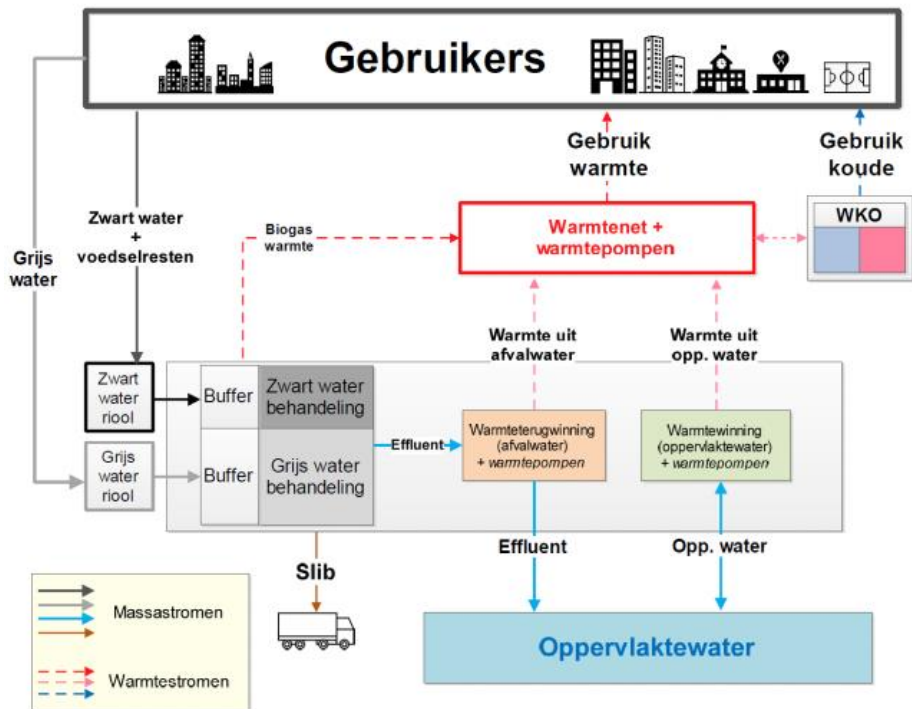 Gebruikers
Gebruik
warmte
Gebruik
koude
Zwart water
+
voedselresten
Grijs
water
Biogas
warmte
Warmtenet +
warmtepompen
WKO
Warmte uit
afvalwater
Warmte uit
opp. water
Zwart
water
riool
Buffer
Zwart water
behandeling
Grijs
water
riool
Buffer
Grijs water
behandeling
Effluent
Warmteterugwinning
(afvalwater)
+ warmtepompen
Warmtewinning
(oppervlaktewater)
+ warmtepompen
Slib
Effluent
Opp. water
Oppervlaktewater
Massastromen
Warmtestromen